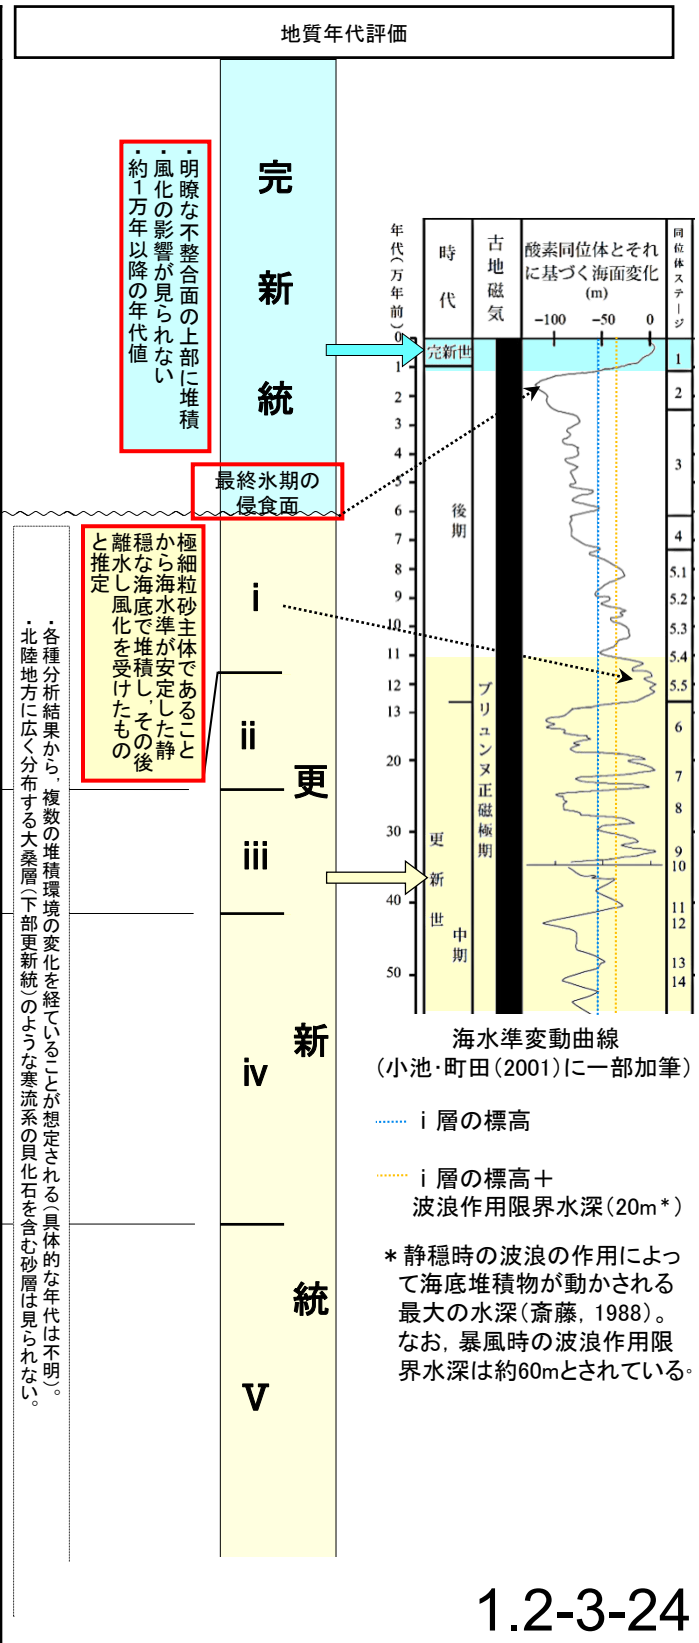 地質年代評価
・明瞭な不整合面の上部に堆積
・風化の影響が見られない
・約1万年以降の年代値
完新統
最終氷期の
侵食面
極細粒砂主体であること
から海水準が安定した静
穏な海底で堆積し，その後
離水し風化を受けたもの
と推定
・各種分析結果から，複数の堆積環境の変化を経ていることが想定される（具体的な年代は不明）。
・北陸地方に広く分布する大桑層（下部更新統）のような寒流系の貝化石を含む砂層は見られない。
i
ii
iii
iv
V
更新統
年代（万年前）
時代
古地磁気
酸素同位体とそれ
に基づく海面変化
(m)
−100 −50 0
同位体ステージ
0
1
2
3
4
5
6
7
8
9
10
11
12
13
20
30
40
50
完新世
後期
更新世
中期
ブリュンヌ正磁極期
1
2
3
4
5.1
5.2
5.3
5.4
5.5
6
7
8
9
10
11
12
13
14
海水準変動曲線
（小池・町田（2001）に一部加筆）
i 層の標高
i 層の標高＋
波浪作用限界水深（20m*）
＊静穏時の波浪の作用によっ
て海底堆積物が動かされる
最大の水深（斎藤，1988）。
なお，暴風時の波浪作用限
界水深は約60mとされている。
1.2-3-24